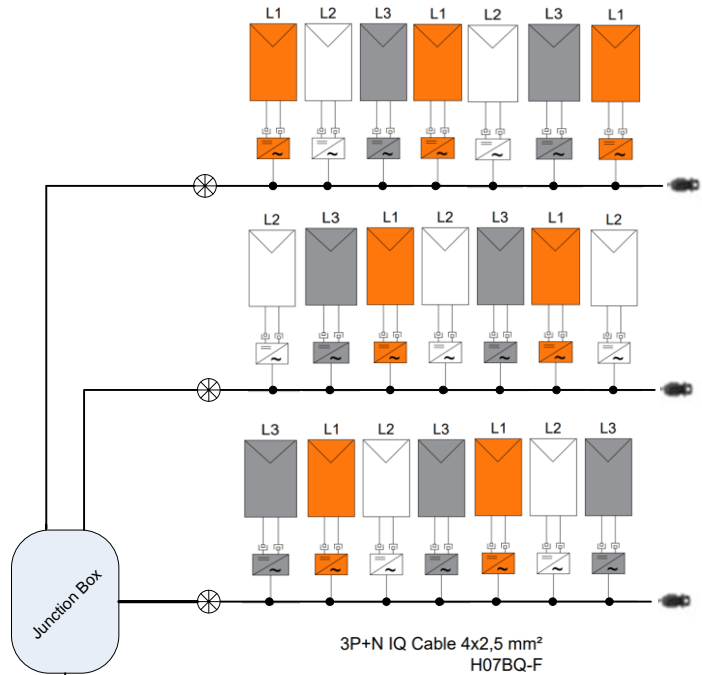 L1 L2 L3 L1 L2 L3 L1
L2 L3 L1 L2 L3 L1 L2
L3 L1 L2 L3 L1 L2 L3
Junction Box
3P+N IQ Cable 4x2,5 mm²
H07BQ-F